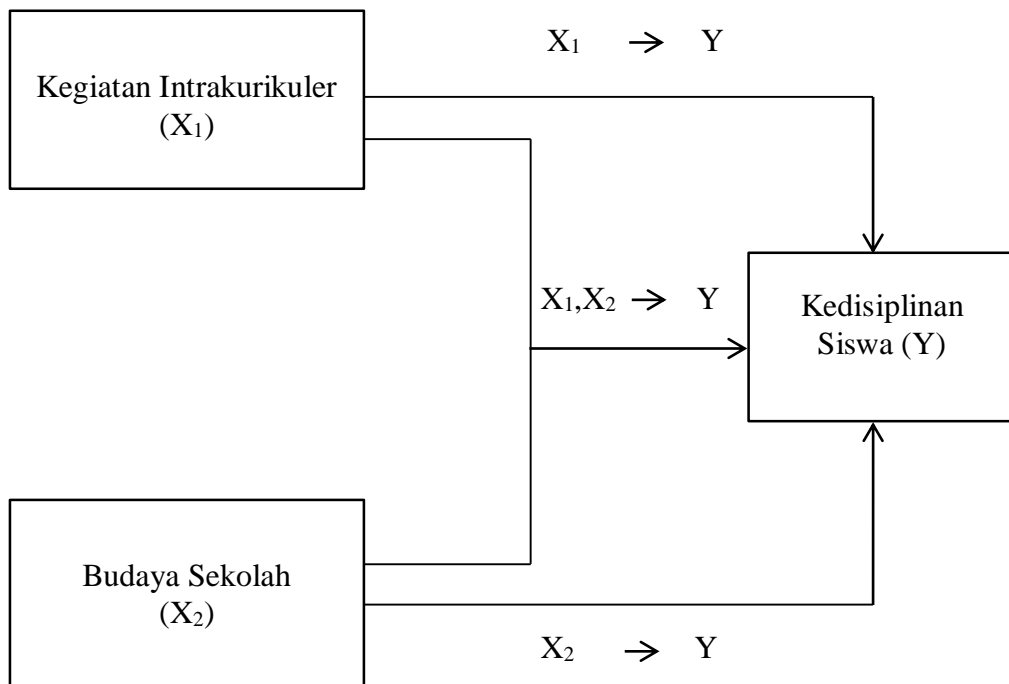 X₁ → Y
Kegiatan Intrakurikuler
(X₁)
X₁,X₂ → Y
Kedisiplinan
Siswa (Y)
Budaya Sekolah
(X₂)
X₂ → Y